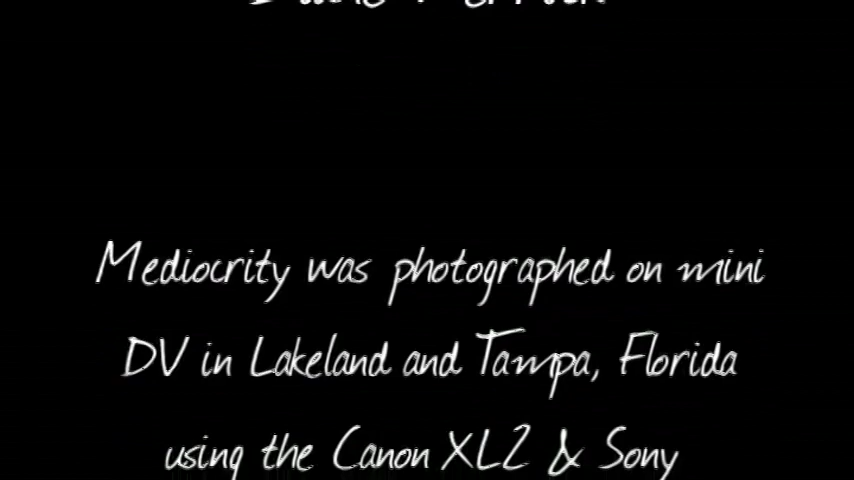 Mediocrity was photographed on mini
DV in Lakeland and Tampa, Florida
using the Canon XL2 & Sony